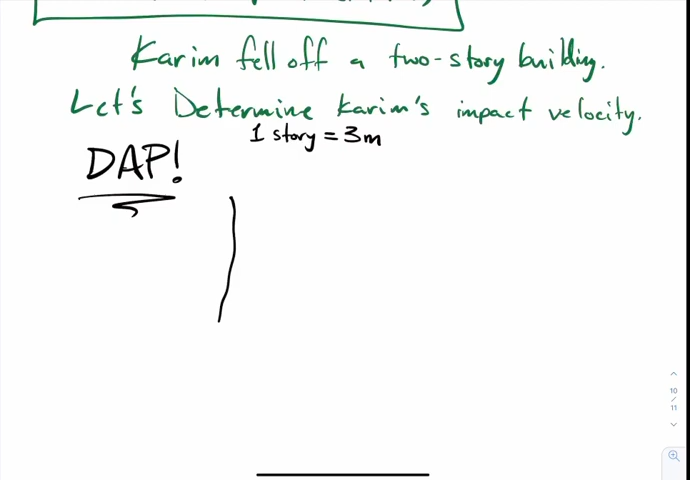 Karim fell off a two-story building.
Let's Determine Karim's impact velocity.
1 story = 3m
DAP!
10
/
11